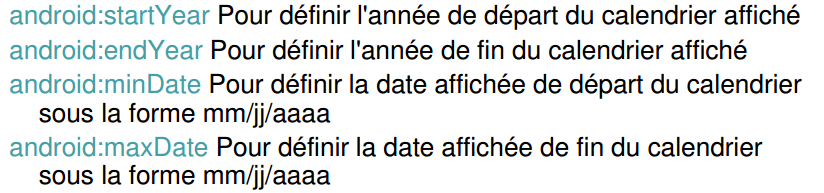 android:startYear Pour définir l'année de départ du calendrier affiché
android:endYear Pour définir l'année de fin du calendrier affiché
android:minDate Pour définir la date affichée de départ du calendrier
sous la forme mm/jj/aaaa
android:maxDate Pour définir la date affichée de fin du calendrier
sous la forme mm/jj/aaaa